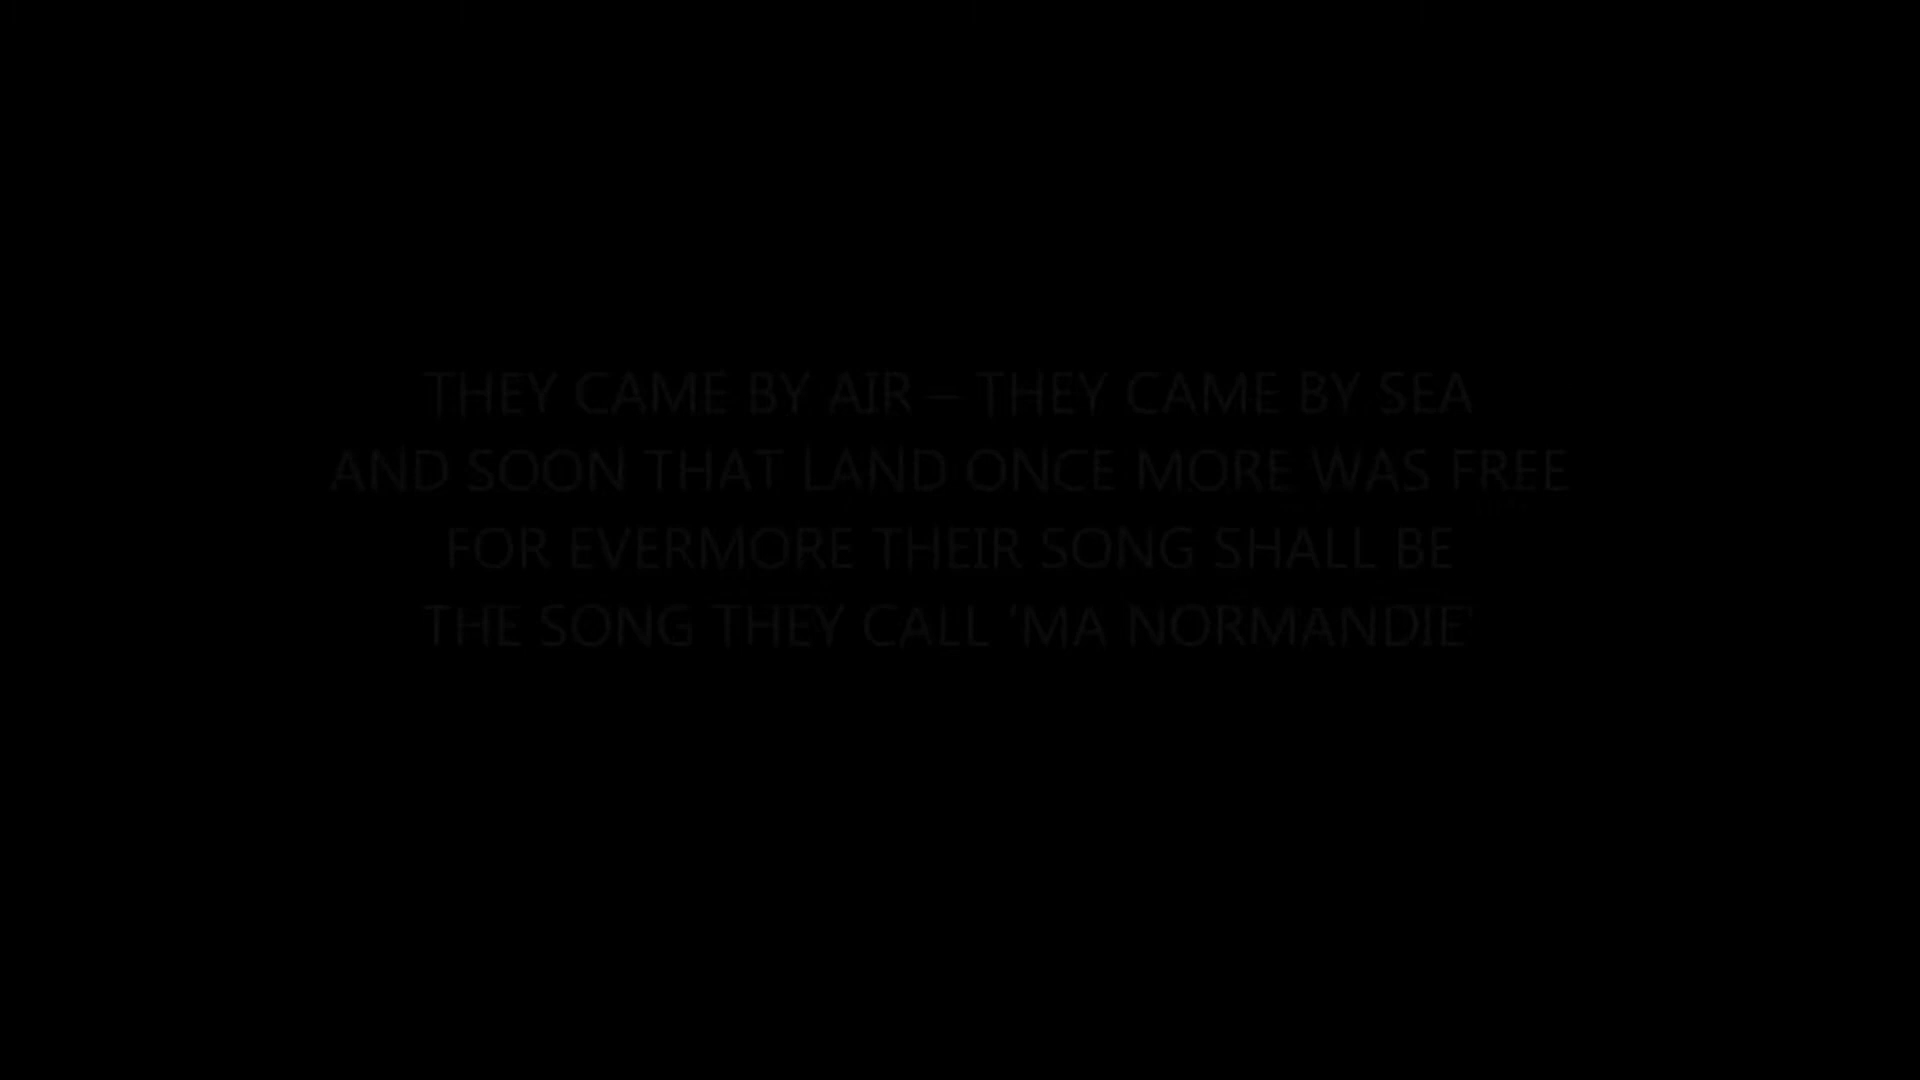 THEY CAME BY AIR – THEY CAME BY SEA
AND SOON THAT LAND ONCE MORE WAS FREE
FOR EVERMORE THEIR SONG SHALL BE
THE SONG THEY CALL 'MA NORMANDIE'